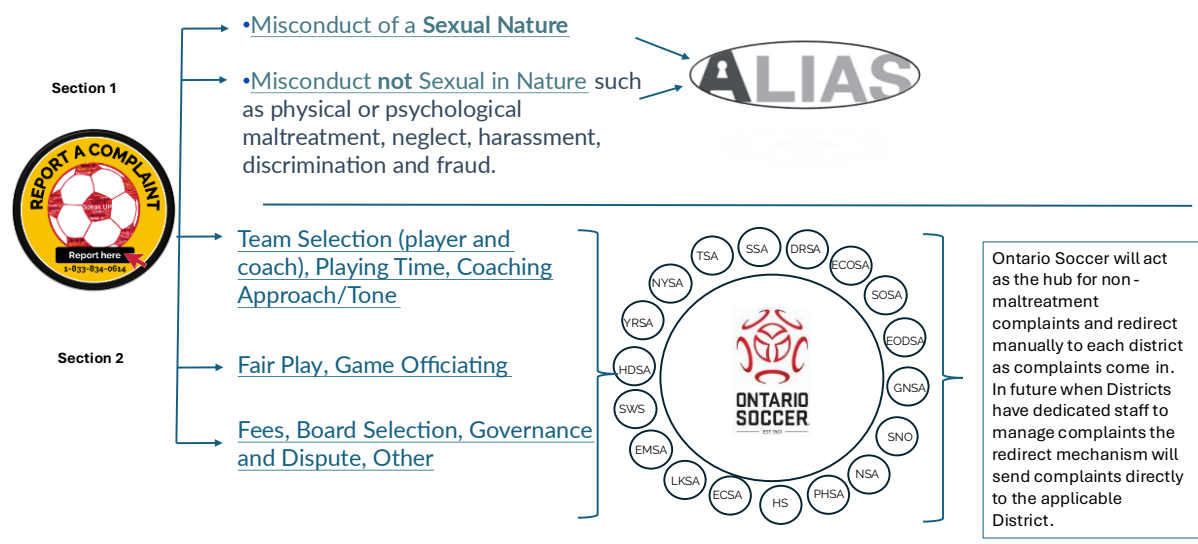 Section 1
REPORT A COMPLAINT
Speak UP
Report here
1-833-834-0614
Section 2
•Misconduct of a Sexual Nature
•Misconduct not Sexual in Nature such
as physical or psychological
maltreatment, neglect, harassment,
discrimination and fraud.
ALIAS
Team Selection (player and
coach), Playing Time, Coaching
Approach/Tone
Fair Play, Game Officiating
Fees, Board Selection, Governance
and Dispute, Other
TSA
SSA
DRSA
ECOSA
SOSA
EODSA
GNSA
SNO
NSA
PHSA
HS
ECSA
LKSA
EMSA
SWS
HDSA
YRSA
NYSA
ONTARIO
SOCCER
EST. 1901
Ontario Soccer will act
as the hub for non -
maltreatment
complaints and redirect
manually to each district
as complaints come in.
In future when Districts
have dedicated staff to
manage complaints the
redirect mechanism will
send complaints directly
to the applicable
District.